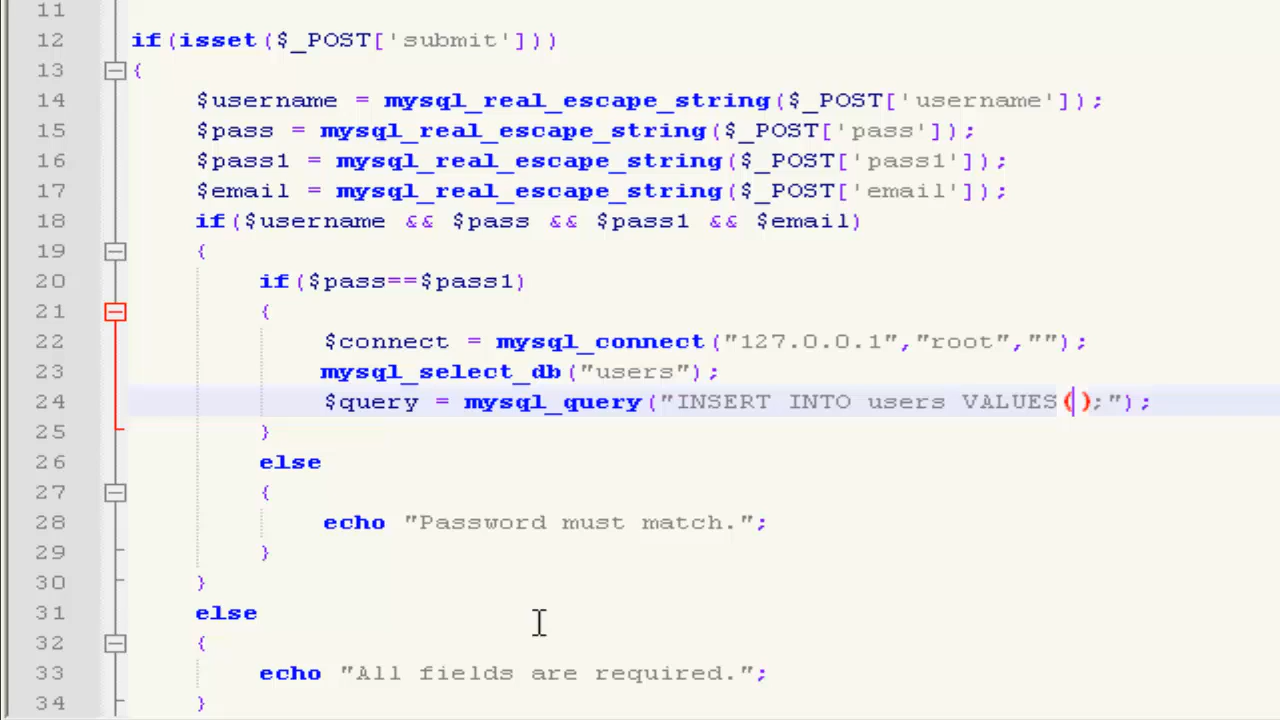 11
12 if(isset($_POST['submit']))
13 {
14 $username = mysql_real_escape_string($_POST['username']);
15 $pass = mysql_real_escape_string($_POST['pass']);
16 $pass1 = mysql_real_escape_string($_POST['pass1']);
17 $email = mysql_real_escape_string($_POST['email']);
18 if($username && $pass && $pass1 && $email)
19 {
20 if($pass==$pass1)
21 {
22 $connect = mysql_connect("127.0.0.1","root","");
23 mysql_select_db("users");
24 $query = mysql_query("INSERT INTO users VALUES();");
25 }
26 else
27 {
28 echo "Password must match.";
29 }
30 }
31 else
32 {
33 echo "All fields are required.";
34 }